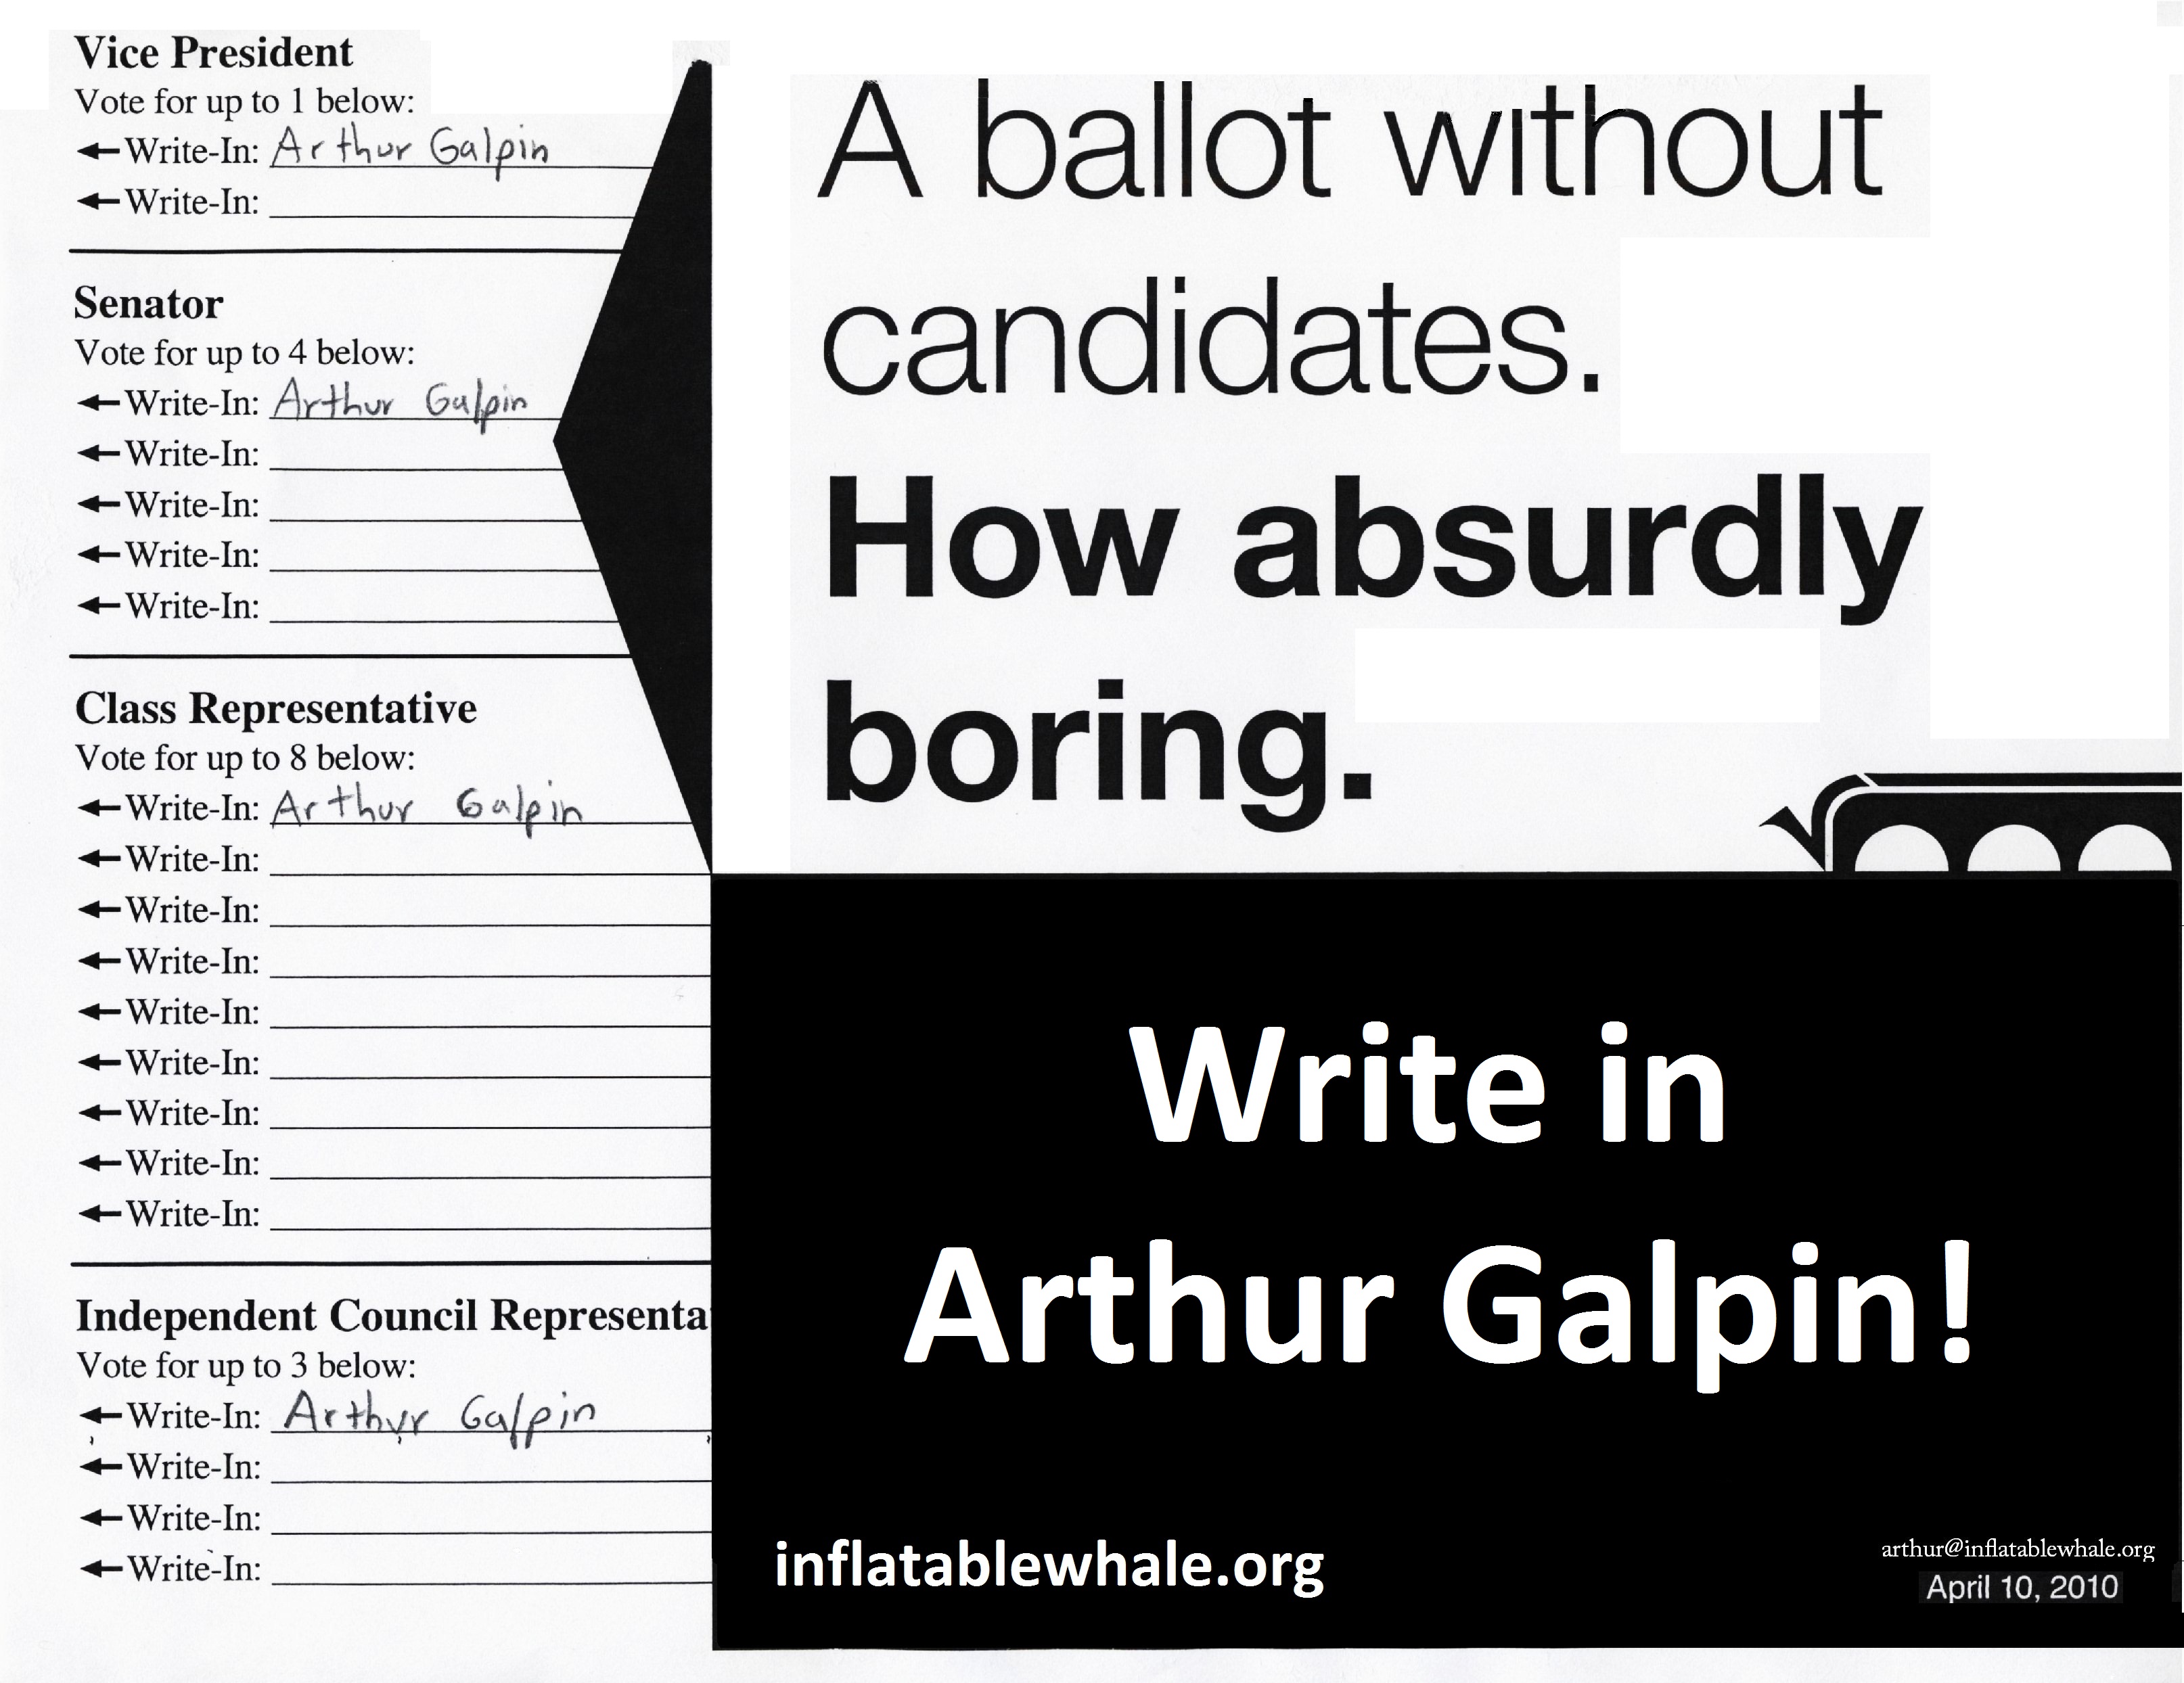 Vice President
Vote for up to 1 below:
Write-In: Arthur Galpin
Write-In:
Senator
Vote for up to 4 below:
Write-In: Arthur Galpin
Write-In:
Write-In:
Write-In:
Write-In:
Class Representative
Vote for up to 8 below:
Write-In: Arthur Galpin
Write-In:
Write-In:
Write-In:
Write-In:
Write-In:
Write-In:
Write-In:
Write-In:
Independent Council Representa
Vote for up to 3 below:
Write-In: Arthur Galpin
Write-In:
Write-In:
Write-In:
A ballot without
candidates.
How absurdly
boring.
Write in
Arthur Galpin!
inflatablewhale.org
arthur@inflatablewhale.org
April 10, 2010